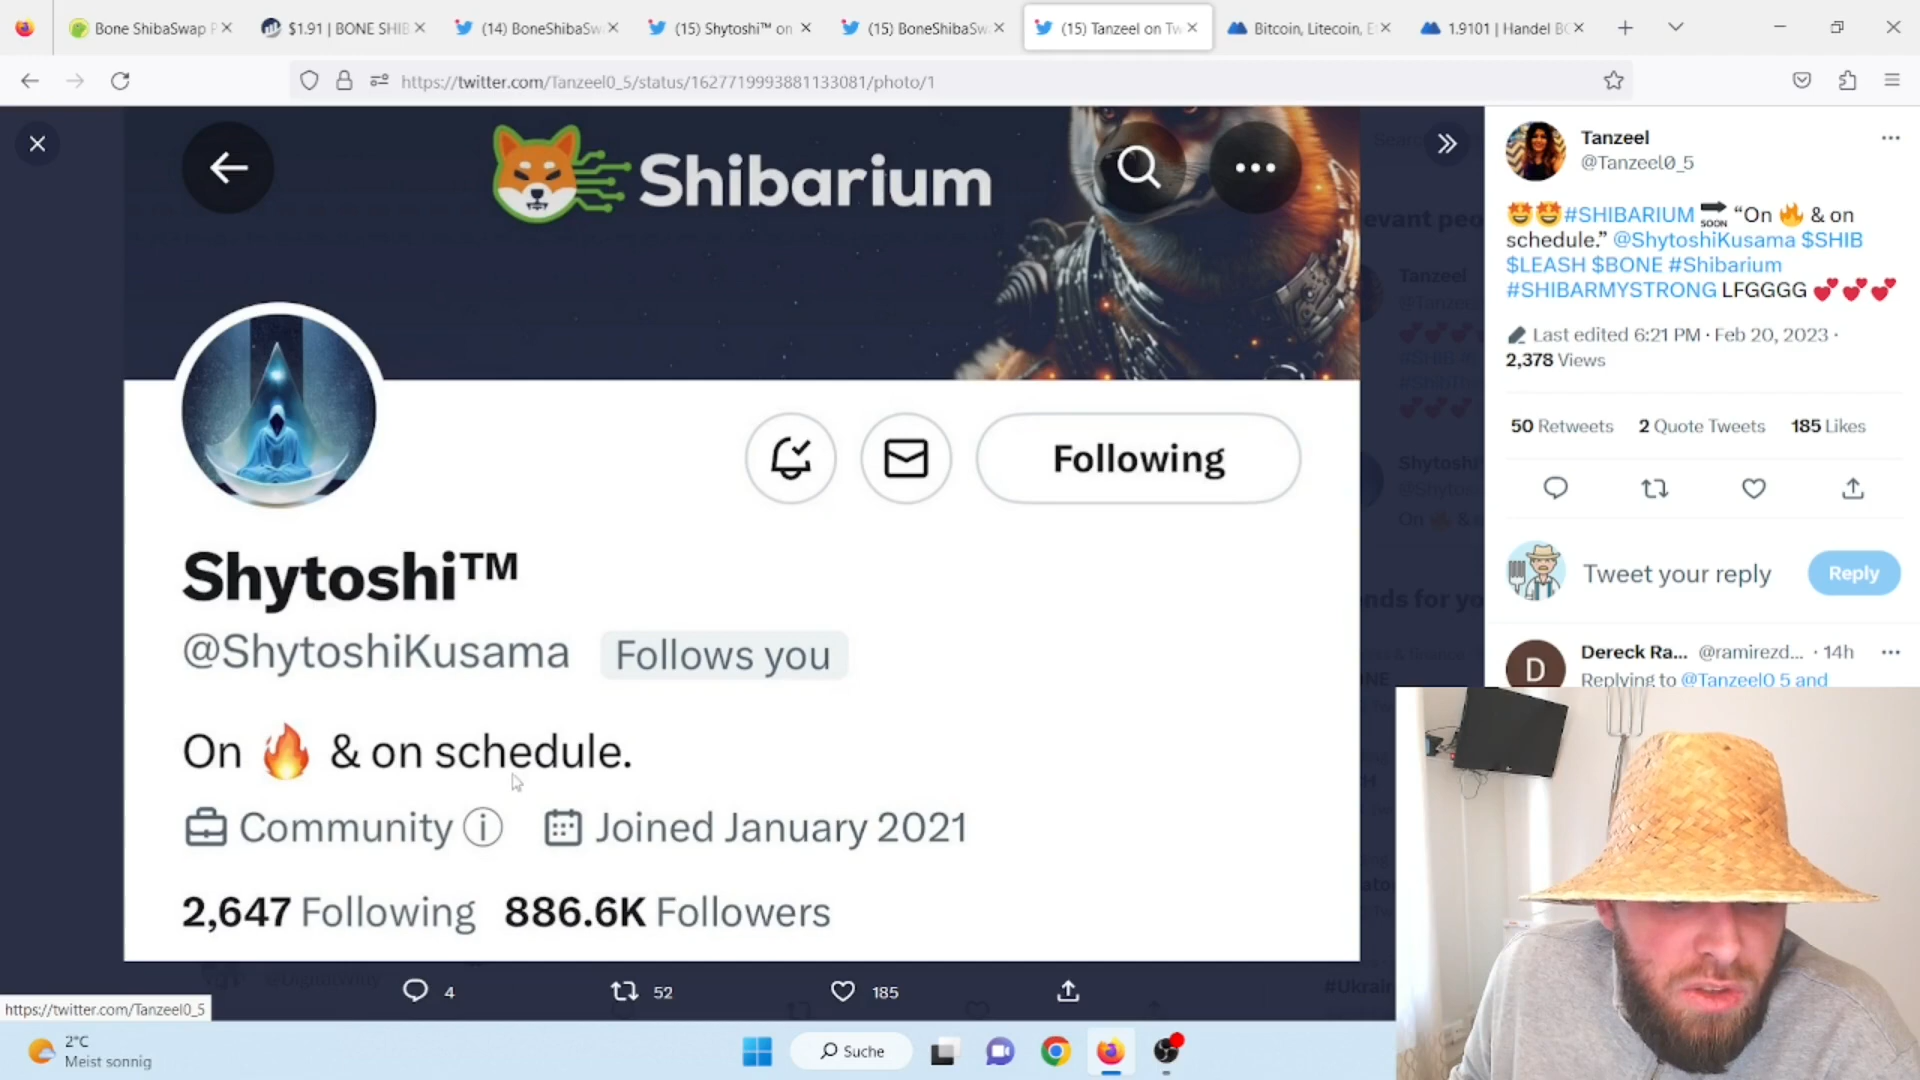 Bone ShibaSwap P
$1.91 | BONE SHIB
(14) BoneShibaSw
(15) Shytoshi™ on
(15) BoneShibaSw
(15) Tanzeel on Tw
Bitcoin, Litecoin, E
1.9101 | Handel BO
https://twitter.com/Tanzeel0_5/status/1627719993881133081/photo/1
Shibarium
Shytoshi™
@ShytoshiKusama Follows you
Following
On 🔥 & on schedule.
Community Joined January 2021
2,647 Following 886.6K Followers
4 52 185
https://twitter.com/Tanzeel0_5
Tanzeel
@Tanzeel0_5
🤩🤩#SHIBARIUM 🔜 “On 🔥 & on
schedule.” @ShytoshiKusama $SHIB
$LEASH $BONE #Shibarium
#SHIBARMYSTRONG LFGGGG 💕💕💕
Last edited 6:21 PM · Feb 20, 2023 ·
2,378 Views
50 Retweets 2 Quote Tweets 185 Likes
Tweet your reply Reply
D
Dereck Ra... @ramirezd... · 14h
Replying to @Tanzeel0_5 and
2°C
Meist sonnig
Suche